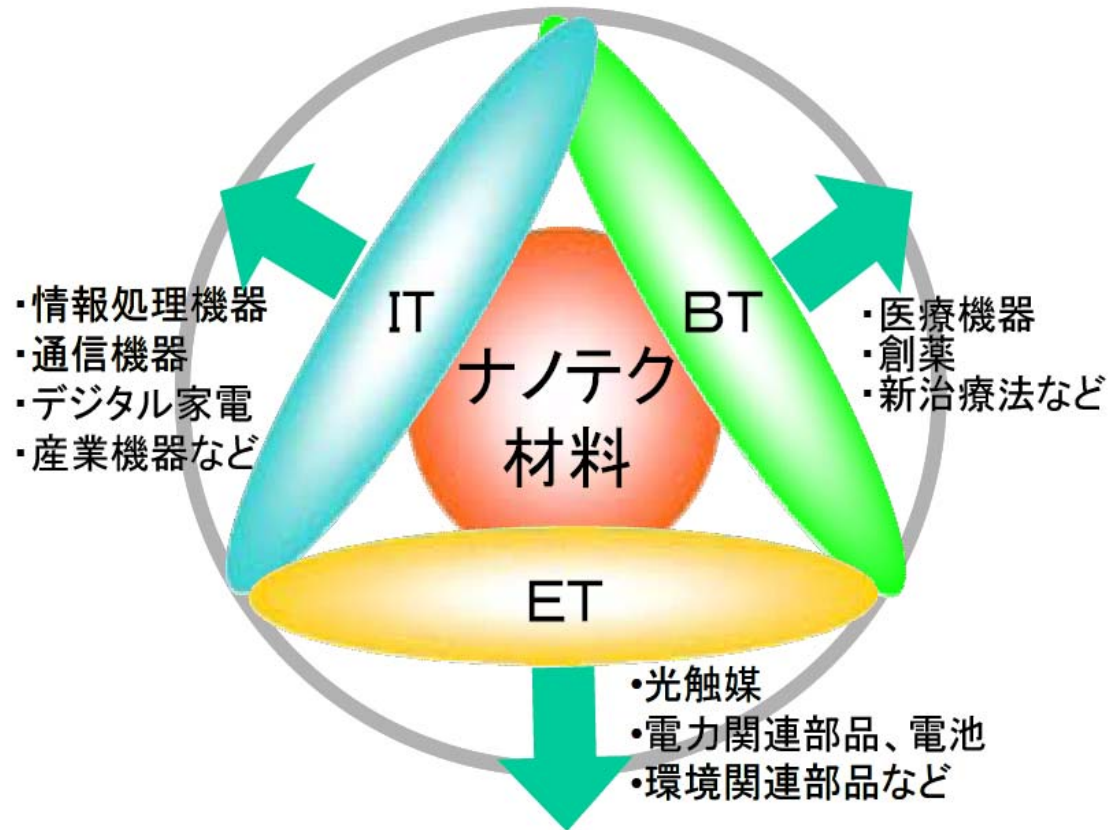 IT
・情報処理機器
・通信機器
・デジタル家電
・産業機器など
ナノテク
材料
BT
・医療機器
・創薬
・新治療法など
ET
・光触媒
・電力関連部品、電池
・環境関連部品など